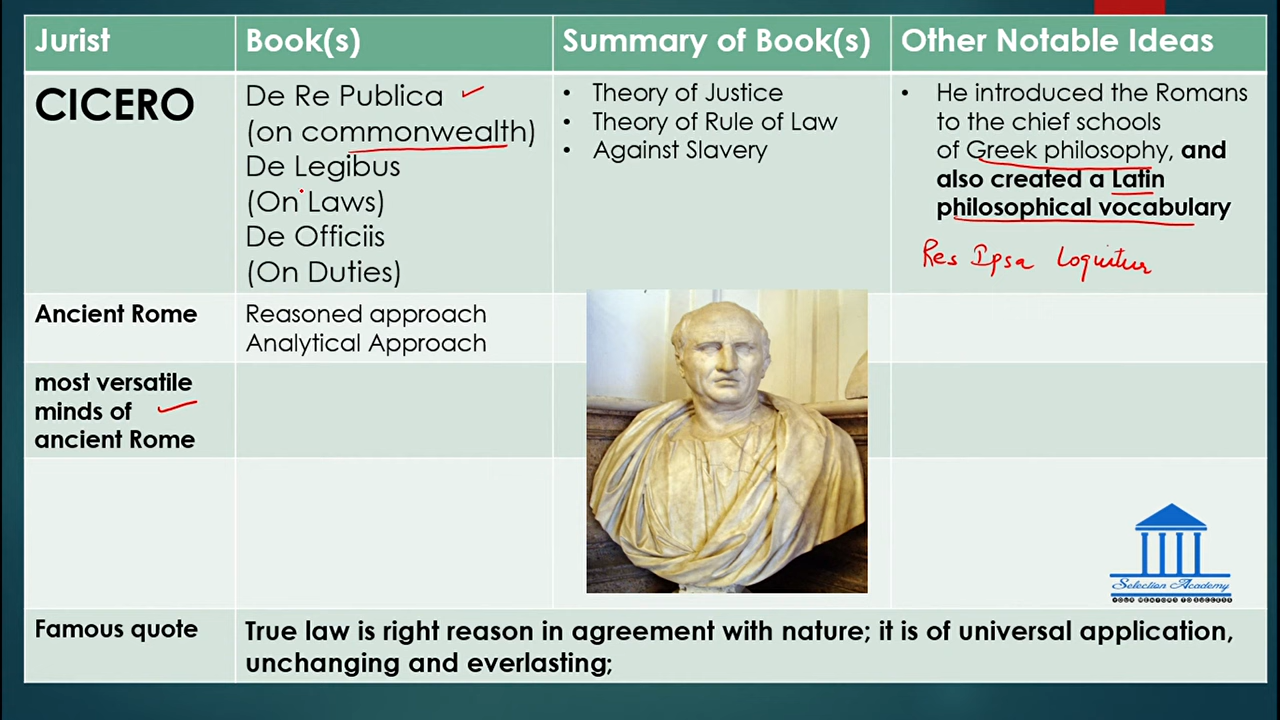 Jurist
Book(s)
Summary of Book(s)
Other Notable Ideas
CICERO
De Re Publica
(on commonwealth)
De Legibus
(On Laws)
De Officiis
(On Duties)
• Theory of Justice
• Theory of Rule of Law
• Against Slavery
• He introduced the Romans
to the chief schools
of Greek philosophy, and
also created a Latin
philosophical vocabulary
Res Ipsa Loquitur
Ancient Rome
Reasoned approach
Analytical Approach
most versatile
minds of
ancient Rome
Selection Academy
YOUR MENTORS TO SUCCESS
Famous quote
True law is right reason in agreement with nature; it is of universal application,
unchanging and everlasting;